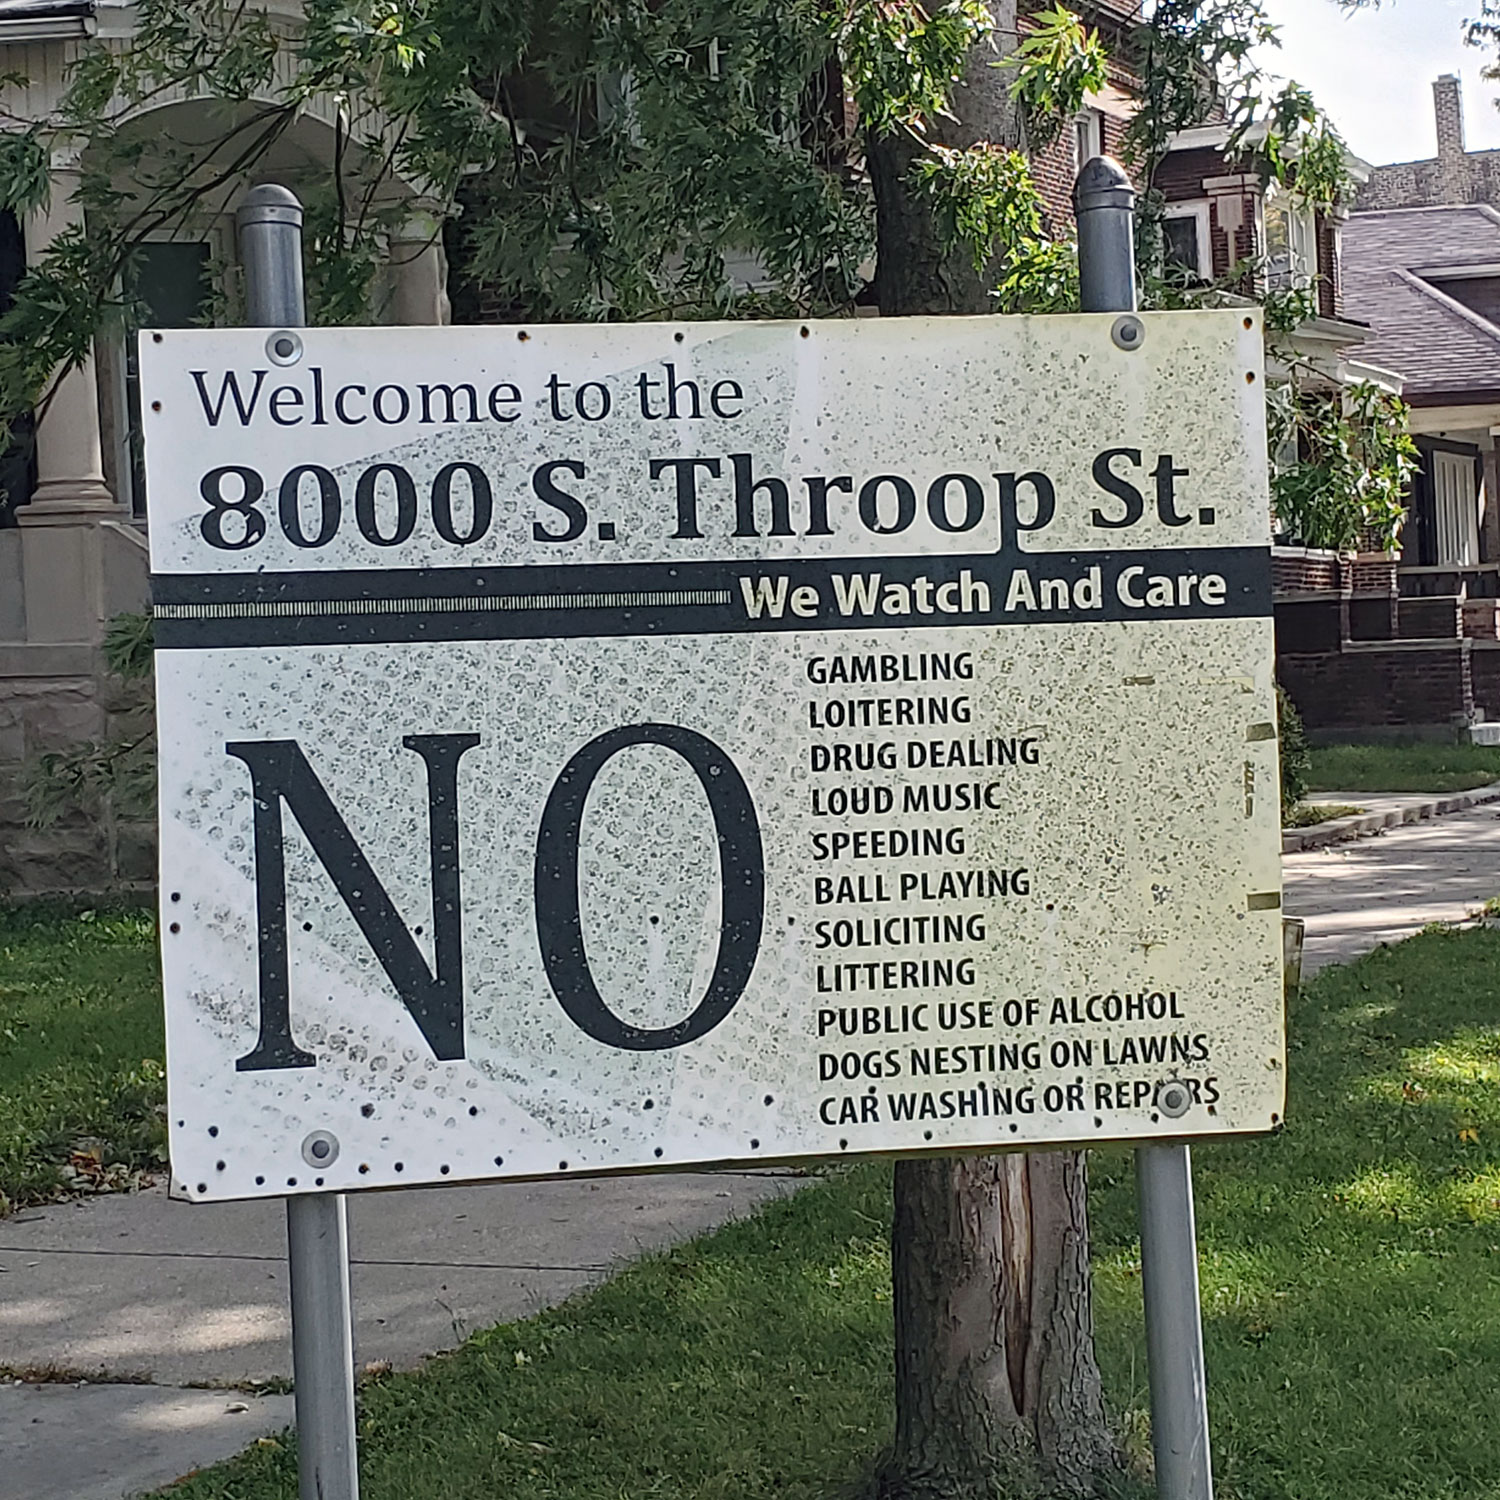 Welcome to the
8000 S. Throop St.
We Watch And Care
NO
GAMBLING
LOITERING
DRUG DEALING
LOUD MUSIC
SPEEDING
BALL PLAYING
SOLICITING
LITTERING
PUBLIC USE OF ALCOHOL
DOGS NESTING ON LAWNS
CAR WASHING OR REPAIRS